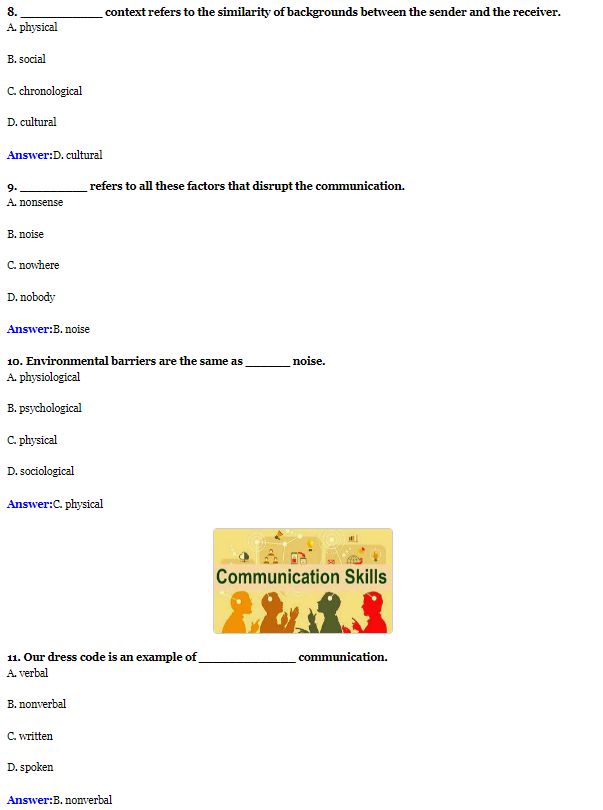 8. ______________ context refers to the similarity of backgrounds between the sender and the receiver.
A. physical
B. social
C. chronological
D. cultural
Answer:D. cultural
9. ___________ refers to all these factors that disrupt the communication.
A. nonsense
B. noise
C. nowhere
D. nobody
Answer:B. noise
10. Environmental barriers are the same as _______ noise.
A. physiological
B. psychological
C. physical
D. sociological
Answer:C. physical
Communication Skills
11. Our dress code is an example of _______________ communication.
A. verbal
B. nonverbal
C. written
D. spoken
Answer:B. nonverbal